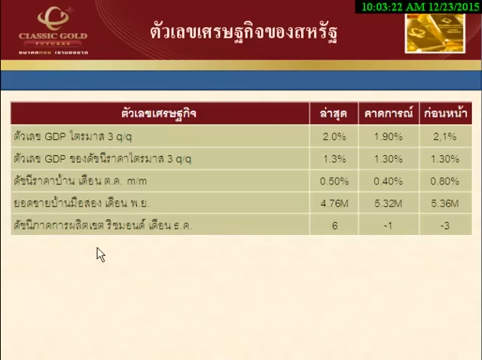 10:03:22 AM 12/23/2015
CLASSIC GOLD
FUTURES
ตัวเลขเศรษฐกิจของสหรัฐ
ตัวเลขเศรษฐกิจ ล่าสุด คาดการณ์ ก่อนหน้า
ตัวเลข GDP ไตรมาส 3 q/q 2.0% 1.90% 2,1%
ตัวเลข GDP ของดัชนีราคาไตรมาส 3 q/q 1.3% 1.30% 1.30%
ดัชนีราคาบ้าน เดือน ต.ค. m/m 0.50% 0.40% 0.80%
ยอดขายบ้านมือสอง เดือน พ.ย. 4.76M 5.32M 5.36M
ดัชนีภาคการผลิตเขต ริชมอนด์ เดือน ธ.ค. 6 -1 -3